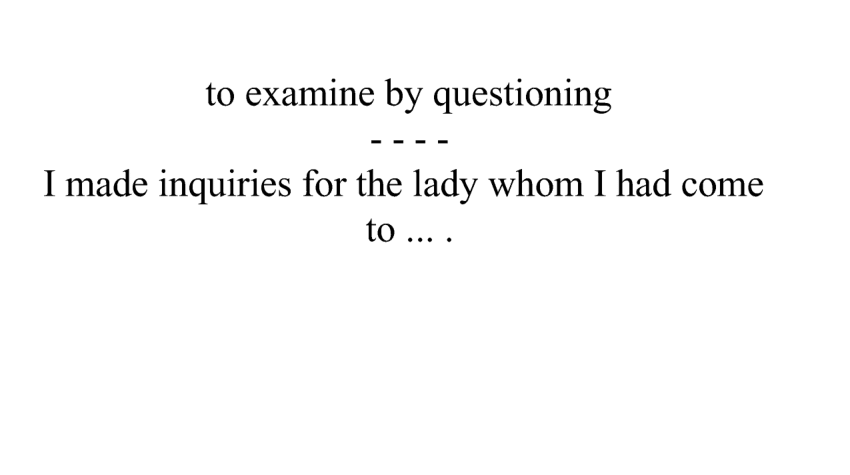 to examine by questioning
- - - -
I made inquiries for the lady whom I had come
to ... .